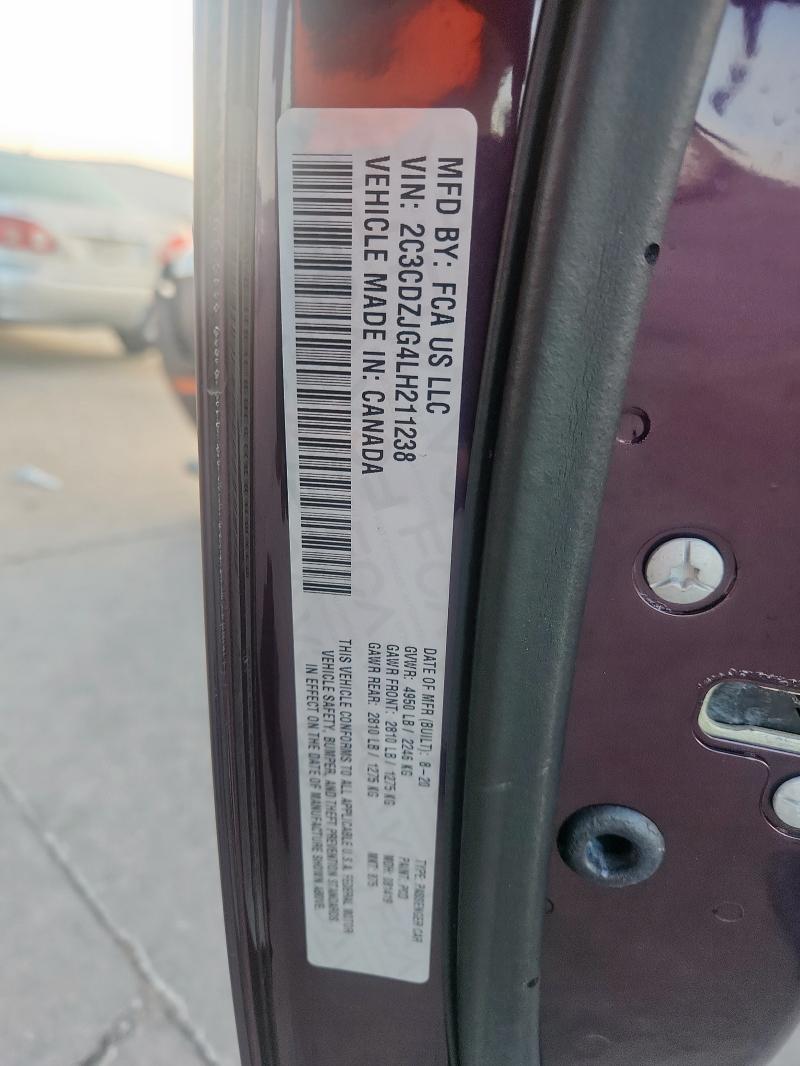 MFD BY: FCA US LLC
VIN: 2C3CDZJG4LH211238
VEHICLE MADE IN: CANADA
DATE OF MFR (BUILT): 8-20
GVWR: 4950 LB / 2246 KG
GAWR FRONT: 2810 LB / 1275 KG
GAWR REAR: 2810 LB / 1275 KG
TYPE: PASSENGER CAR
MDH: 081419
THIS VEHICLE CONFORMS TO ALL APPLICABLE U.S.A. FEDERAL MOTOR
VEHICLE SAFETY, BUMPER, AND THEFT PREVENTION STANDARDS
IN EFFECT ON THE DATE OF MANUFACTURE SHOWN ABOVE.